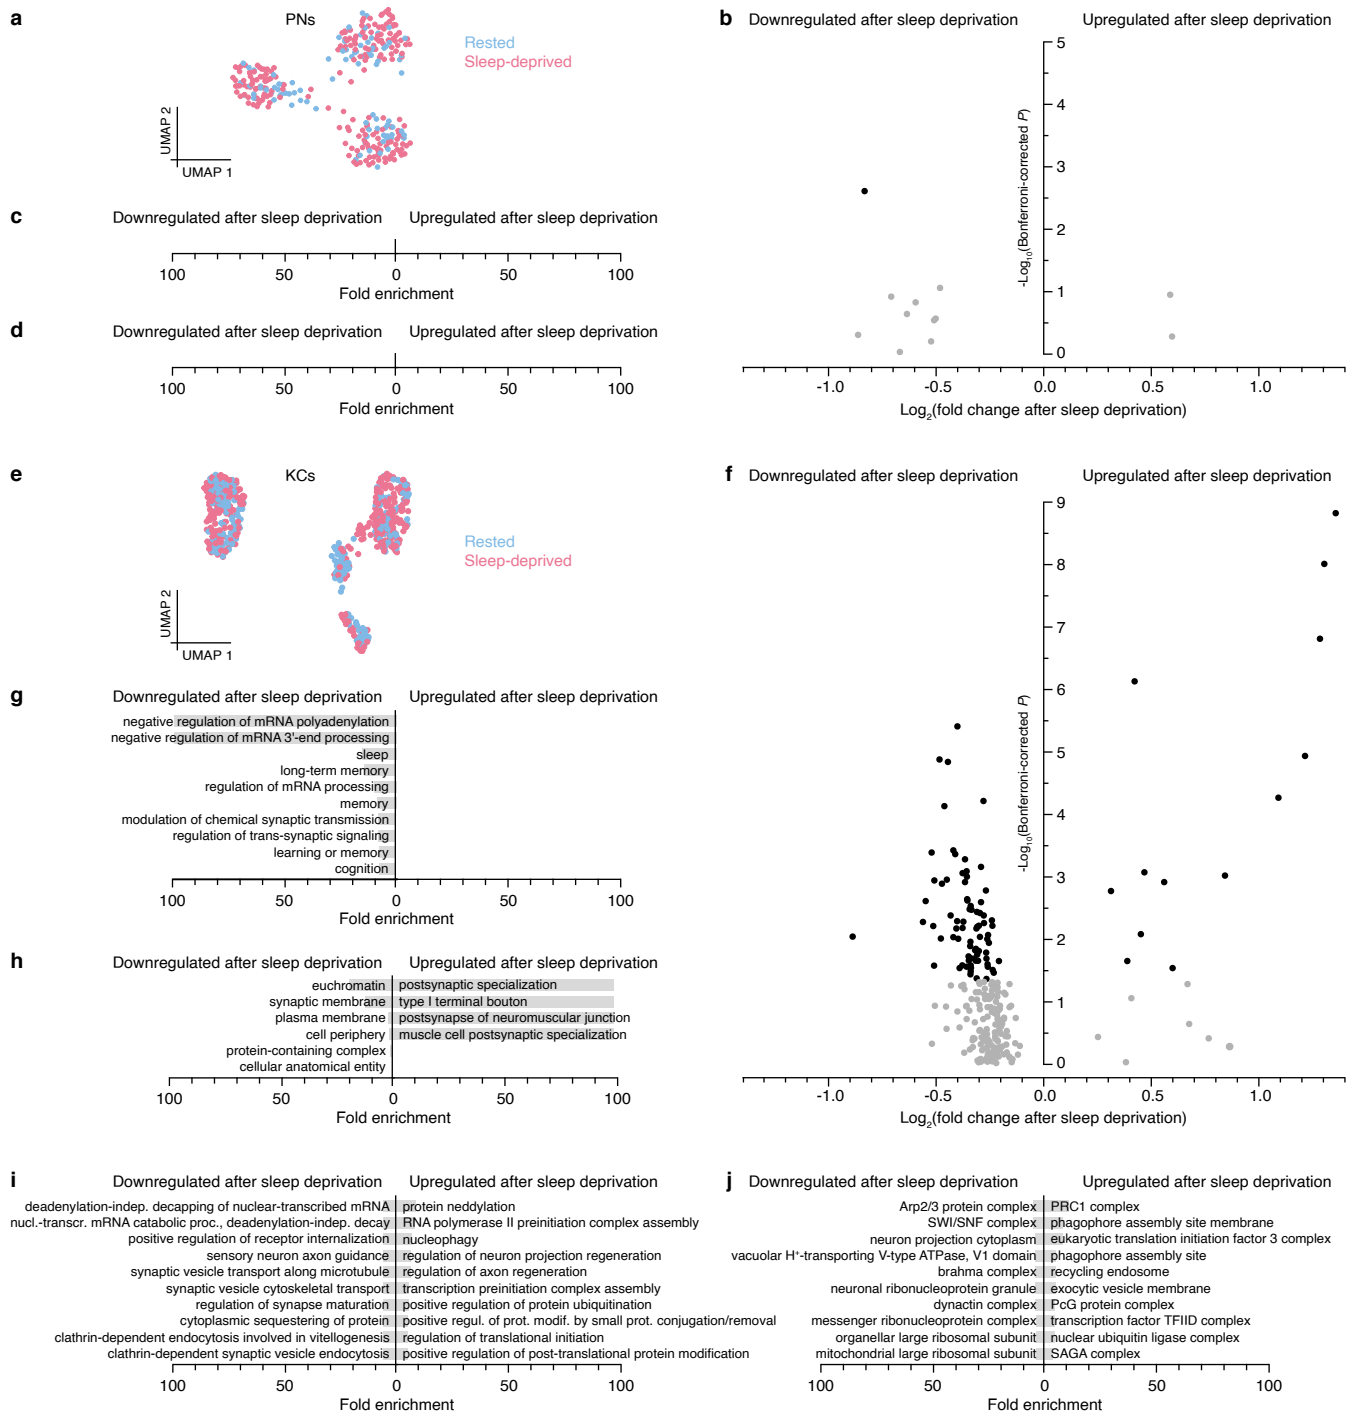 a
PNs
Rested
Sleep-deprived
UMAP 2
UMAP 1
b
Downregulated after sleep deprivation
Upregulated after sleep deprivation
5
4
3
2
1
0
-Log10(Bonferroni-corrected P)
-1.0
-0.5
0.0
0.5
1.0
Log2(fold change after sleep deprivation)
c
Downregulated after sleep deprivation
Upregulated after sleep deprivation
100
50
0
50
100
Fold enrichment
d
Downregulated after sleep deprivation
Upregulated after sleep deprivation
100
50
0
50
100
Fold enrichment
e
KCs
Rested
Sleep-deprived
UMAP 2
UMAP 1
f
Downregulated after sleep deprivation
Upregulated after sleep deprivation
9
8
7
6
5
4
3
2
1
0
-Log10(Bonferroni-corrected P)
-1.0
-0.5
0.0
0.5
1.0
Log2(fold change after sleep deprivation)
g
Downregulated after sleep deprivation
Upregulated after sleep deprivation
negative regulation of mRNA polyadenylation
negative regulation of mRNA 3'-end processing
sleep
long-term memory
regulation of mRNA processing
memory
modulation of chemical synaptic transmission
regulation of trans-synaptic signaling
learning or memory
cognition
100
50
0
50
100
Fold enrichment
h
Downregulated after sleep deprivation
Upregulated after sleep deprivation
euchromatin
postsynaptic specialization
synaptic membrane
type I terminal bouton
plasma membrane
postsynapse of neuromuscular junction
cell periphery
muscle cell postsynaptic specialization
protein-containing complex
cellular anatomical entity
100
50
0
50
100
Fold enrichment
i
Downregulated after sleep deprivation
Upregulated after sleep deprivation
deadenylation-indep. decapping of nuclear-transcribed mRNA
protein neddylation
nucl.-transcr. mRNA catabolic proc., deadenylation-indep. decay
RNA polymerase II preinitiation complex assembly
positive regulation of receptor internalization
nucleophagy
sensory neuron axon guidance
regulation of neuron projection regeneration
synaptic vesicle transport along microtubule
regulation of axon regeneration
synaptic vesicle cytoskeletal transport
transcription preinitiation complex assembly
regulation of synapse maturation
positive regulation of protein ubiquitination
cytoplasmic sequestering of protein
positive regul. of prot. modif. by small prot. conjugation/removal
clathrin-dependent endocytosis involved in vitellogenesis
regulation of translational initiation
clathrin-dependent synaptic vesicle endocytosis
positive regulation of post-translational protein modification
100
50
0
50
100
Fold enrichment
j
Downregulated after sleep deprivation
Upregulated after sleep deprivation
Arp2/3 protein complex
PRC1 complex
SWI/SNF complex
phagophore assembly site membrane
neuron projection cytoplasm
eukaryotic translation initiation factor 3 complex
vacuolar H+-transporting V-type ATPase, V1 domain
phagophore assembly site
brahma complex
recycling endosome
neuronal ribonucleoprotein granule
exocytic vesicle membrane
dynactin complex
PcG protein complex
messenger ribonucleoprotein complex
transcription factor TFIID complex
organellar large ribosomal subunit
nuclear ubiquitin ligase complex
mitochondrial large ribosomal subunit
SAGA complex
100
50
0
50
100
Fold enrichment